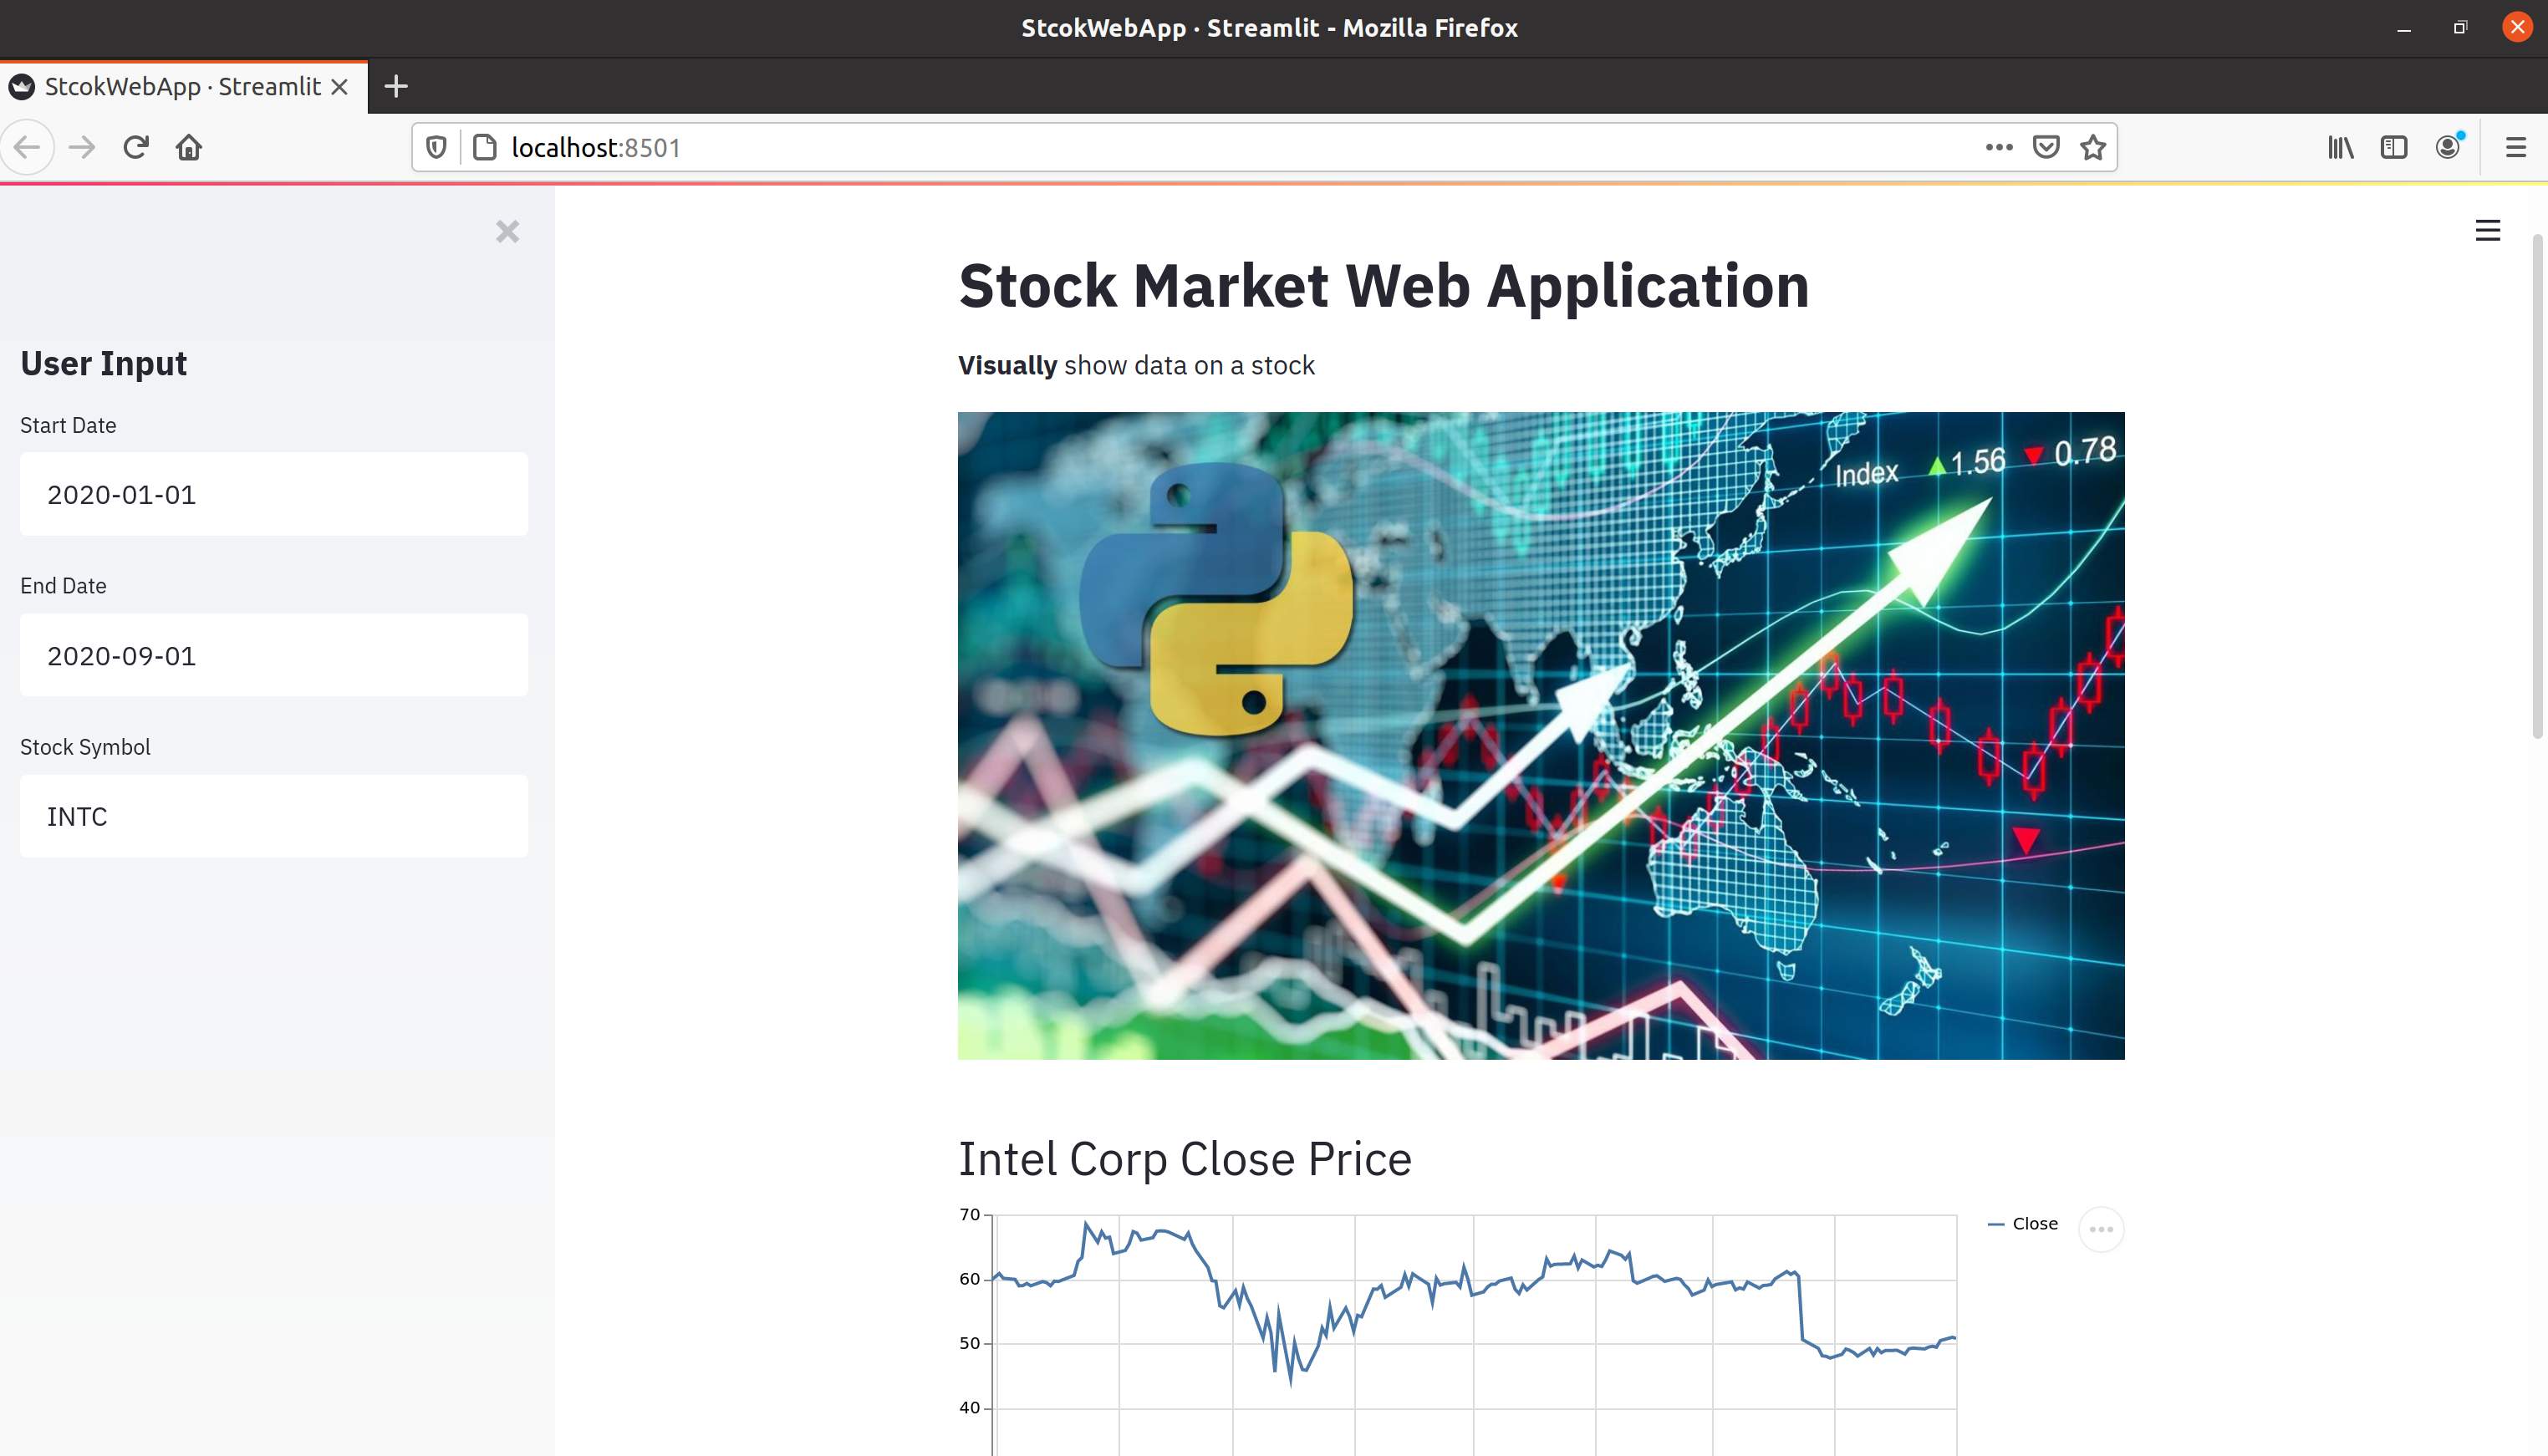 StcokWebApp · Streamlit - Mozilla Firefox
StcokWebApp · Streamlit
localhost:8501
User Input
Start Date
2020-01-01
End Date
2020-09-01
Stock Symbol
INTC
Stock Market Web Application
Visually show data on a stock
Index 1.56 0.78
Intel Corp Close Price
70
60
50
40
Close